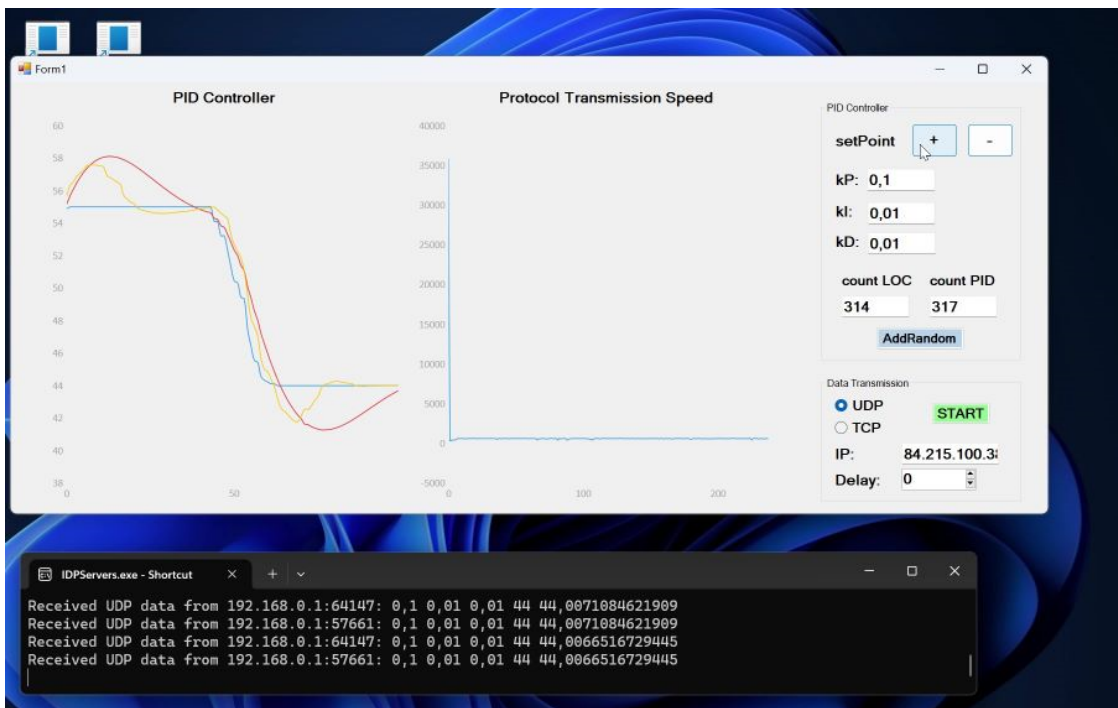 Form1
PID Controller
60
58
56
54
52
50
48
46
44
42
40
38
0
50
Protocol Transmission Speed
40000
35000
30000
25000
20000
15000
10000
5000
0
-5000
0
100
200
PID Controller
setPoint + -
kP: 0,1
kI: 0,01
kD: 0,01
count LOC count PID
314 317
AddRandom
Data Transmission
UDP
START
TCP
IP: 84.215.100.3
Delay: 0
IDPServers.exe - Shortcut
Received UDP data from 192.168.0.1:64147: 0,1 0,01 0,01 44 44,0071084621909
Received UDP data from 192.168.0.1:57661: 0,1 0,01 0,01 44 44,0071084621909
Received UDP data from 192.168.0.1:64147: 0,1 0,01 0,01 44 44,0066516729445
Received UDP data from 192.168.0.1:57661: 0,1 0,01 0,01 44 44,0066516729445